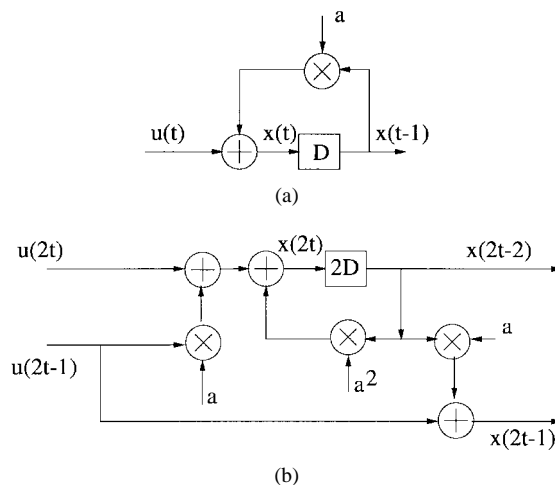 a
u(t)
x(t)
D
x(t-1)
(a)
u(2t)
x(2t)
2D
x(2t-2)
u(2t-1)
a
a2
a
x(2t-1)
(b)